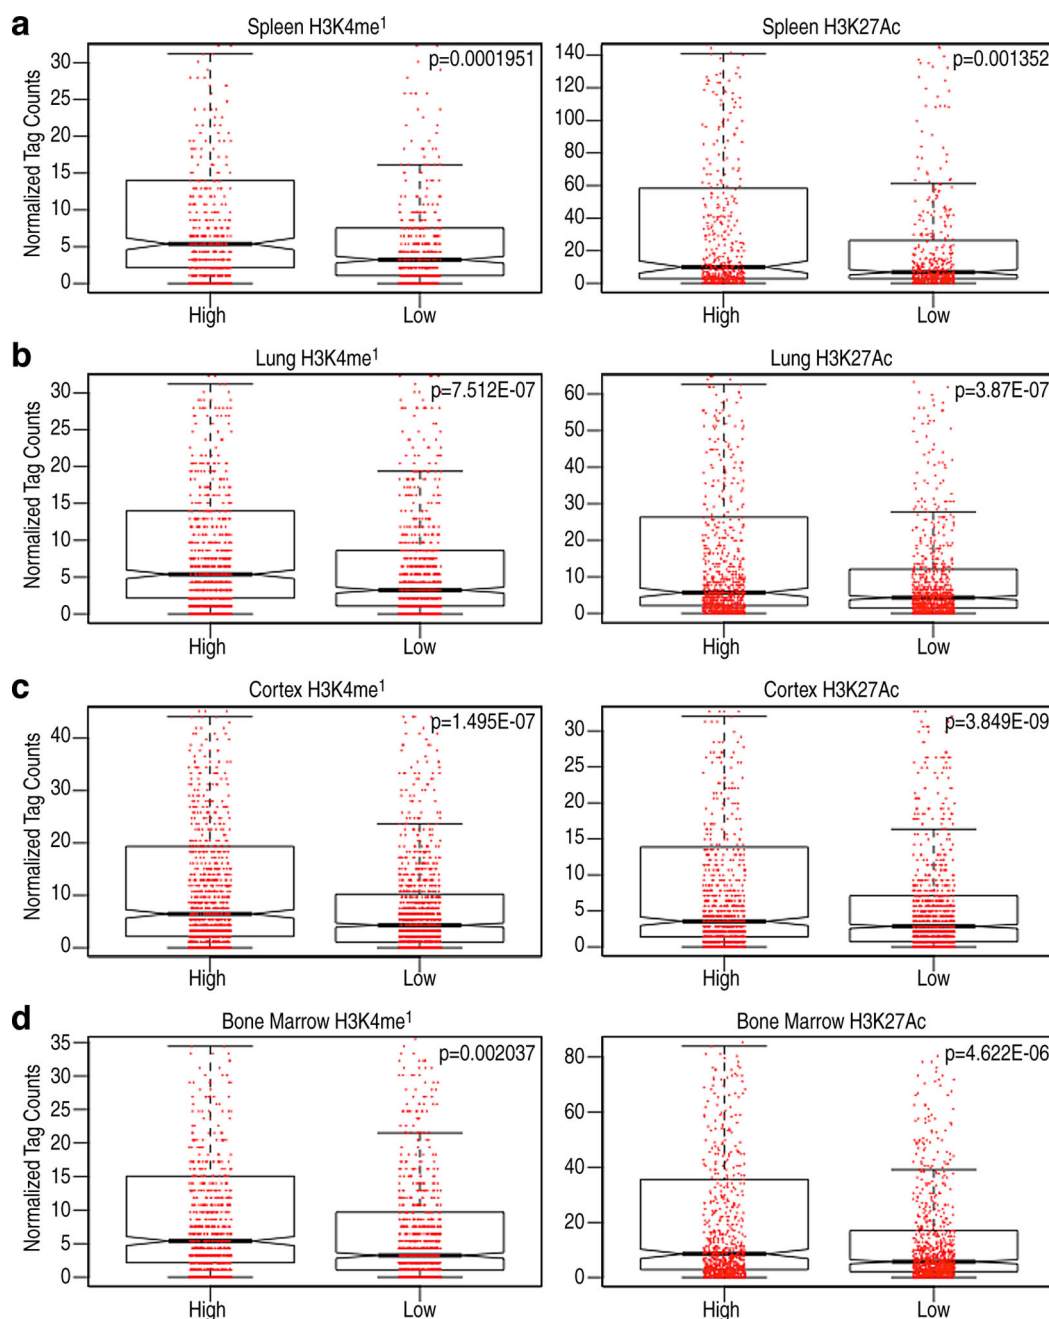 a
Spleen H3K4me1
Spleen H3K27Ac
Normalized Tag Counts
30
25
20
15
10
5
0
p=0.0001951
High
Low
140
120
100
80
60
40
20
0
p=0.001352
High
Low
b
Lung H3K4me1
Lung H3K27Ac
Normalized Tag Counts
30
25
20
15
10
5
0
p=7.512E-07
High
Low
60
50
40
30
20
10
0
p=3.87E-07
High
Low
c
Cortex H3K4me1
Cortex H3K27Ac
Normalized Tag Counts
40
30
20
10
0
p=1.495E-07
High
Low
30
25
20
15
10
5
0
p=3.849E-09
High
Low
d
Bone Marrow H3K4me1
Bone Marrow H3K27Ac
Normalized Tag Counts
35
30
25
20
15
10
5
0
p=0.002037
High
Low
80
60
40
20
0
p=4.622E-06
High
Low